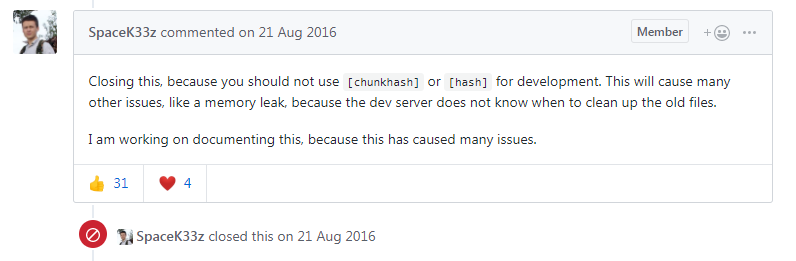 SpaceK33z commented on 21 Aug 2016
Member
Closing this, because you should not use [chunkhash] or [hash] for development. This will cause many
other issues, like a memory leak, because the dev server does not know when to clean up the old files.
I am working on documenting this, because this has caused many issues.
31
4
SpaceK33z closed this on 21 Aug 2016